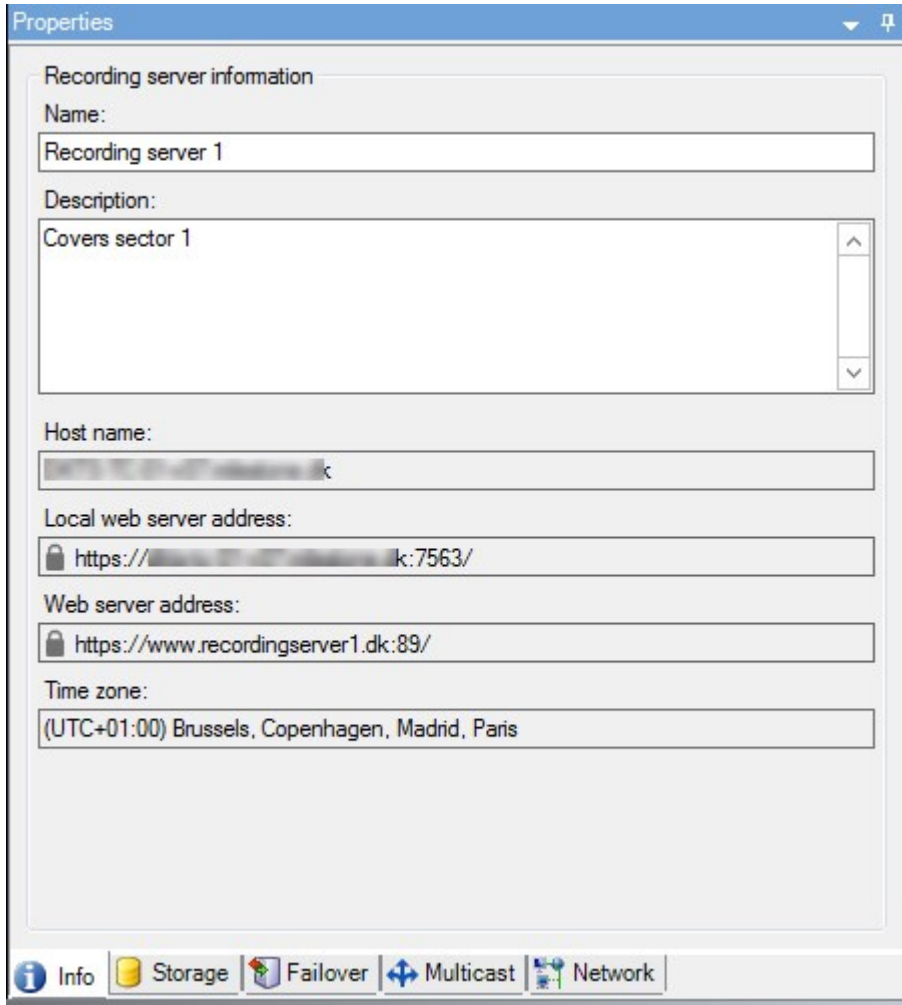 Properties
Recording server information
Name:
Recording server 1
Description:
Covers sector 1
Host name:
k
Local web server address:
https:// k:7563/
Web server address:
https://www.recordingserver1.dk:89/
Time zone:
(UTC+01:00) Brussels, Copenhagen, Madrid, Paris
Info Storage Failover Multicast Network